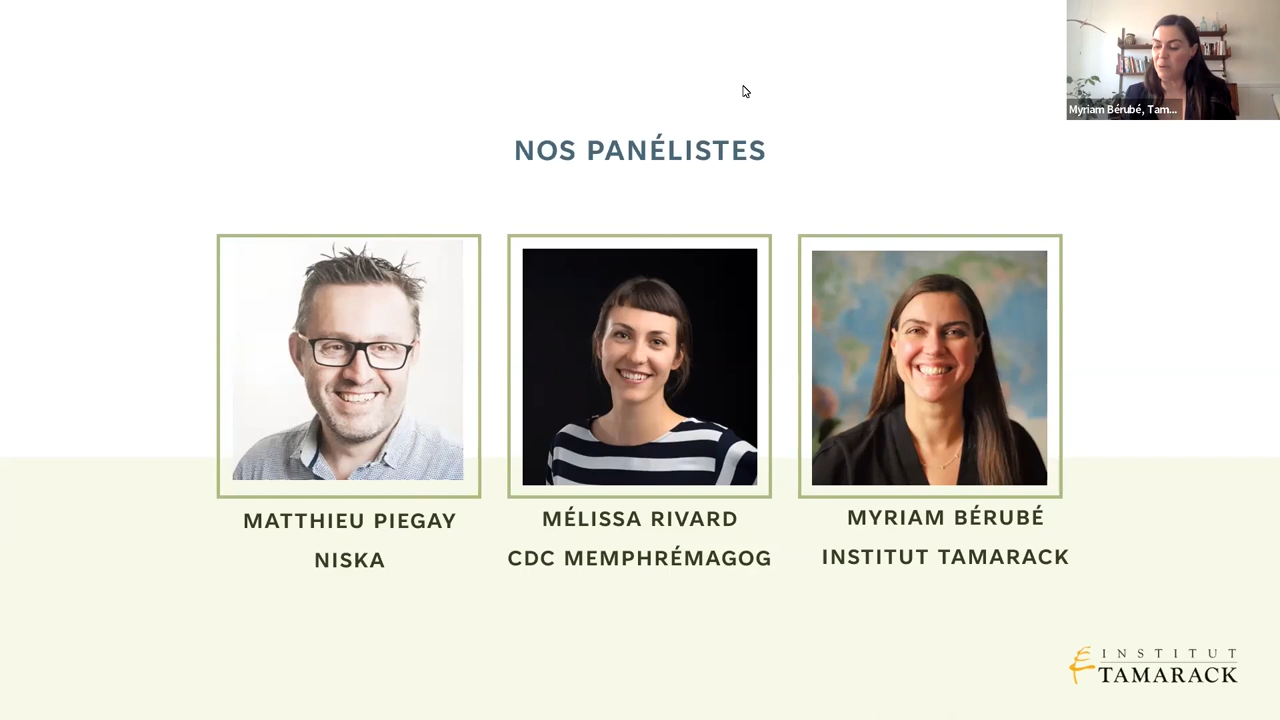 Myriam Bérubé, Tam...
NOS PANÉLISTES
MATTHIEU PIEGAY
NISKA
MÉLISSA RIVARD
CDC MEMPHRÉMAGOG
MYRIAM BÉRUBÉ
INSTITUT TAMARACK
INSTITUT
TAMARACK